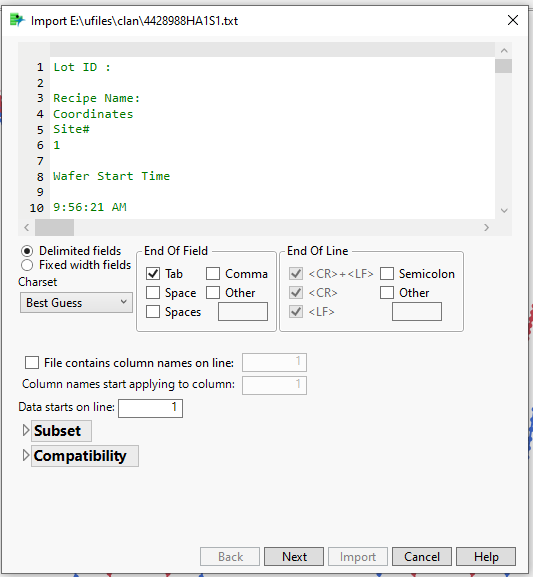 Import E:\ufiles\clan\4428988HA1S1.txt
1 Lot ID :
2
3 Recipe Name:
4 Coordinates
5 Site#
6 1
7
8 Wafer Start Time
9
10 9:56:21 AM
Delimited fields
Fixed width fields
Charset
Best Guess
End Of Field
Tab Comma
Space Other
Spaces
End Of Line
<CR>+<LF> Semicolon
<CR> Other
<LF>
File contains column names on line: 1
Column names start applying to column: 1
Data starts on line: 1
Subset
Compatibility
Back Next Import Cancel Help